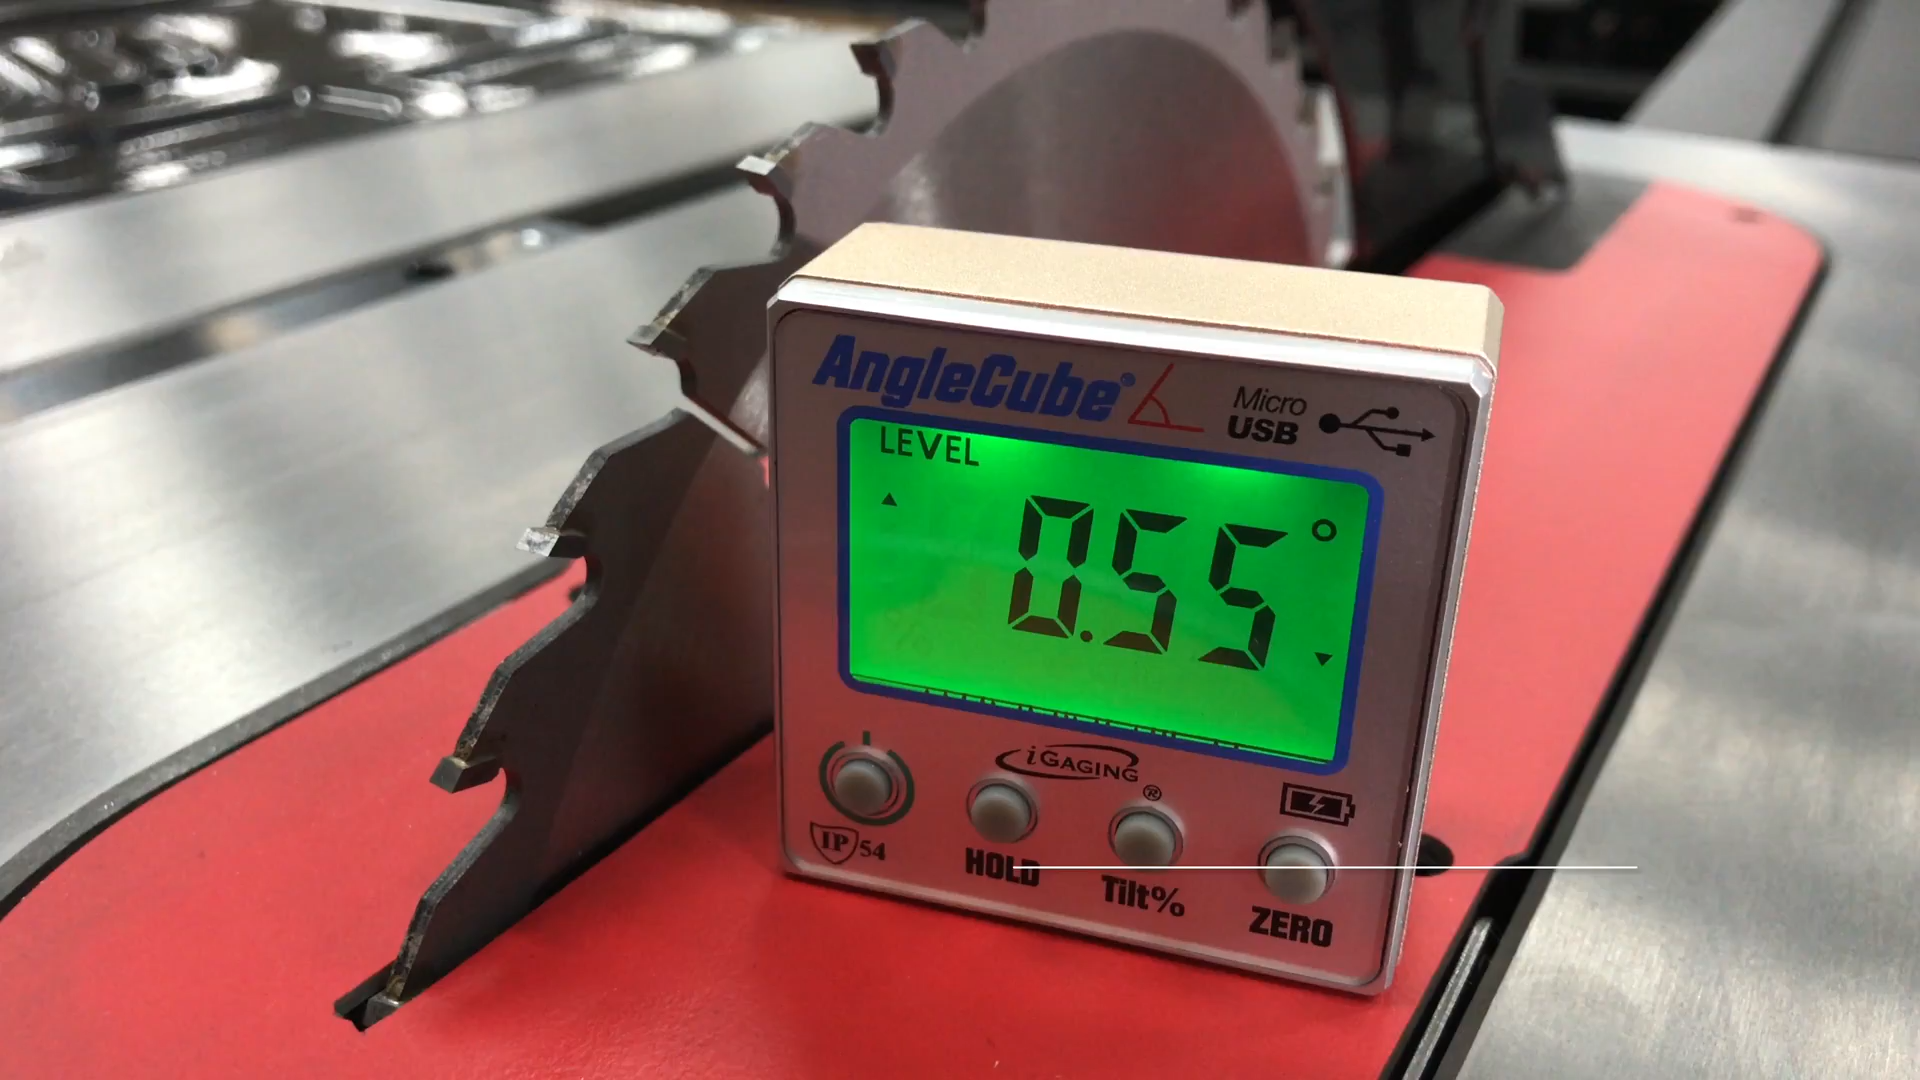 AngleCube®
Micro
USB
LEVEL
0.55°
iGAGING®
IP 54
HOLD
Tilt%
ZERO